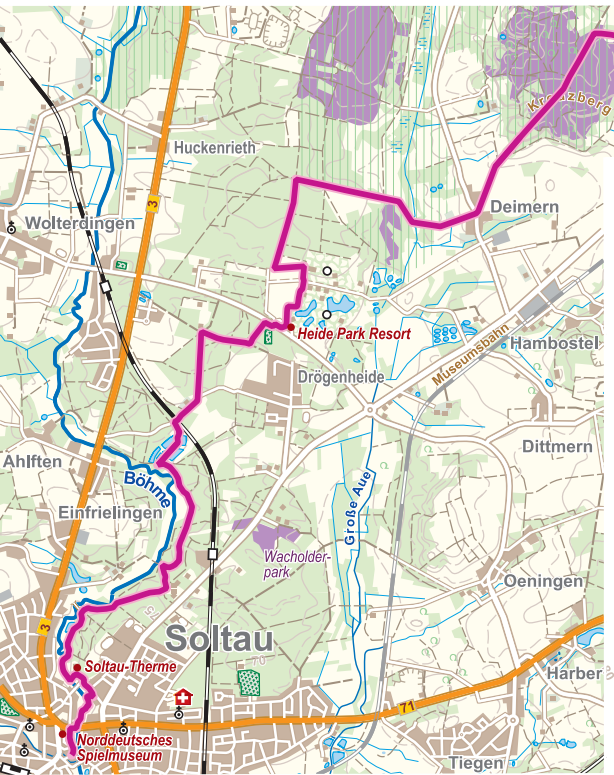 Kreuzberg
Huckenrieth
3
Deimern
Wolterdingen
Heide Park Resort
Museumsbahn
Hambostel
Drögenheide
Dittmern
Ahlften
Böhme
Große Aue
Einfrielingen
Wacholder-
park
Oeningen
3
Soltau
70
Soltau-Therme
Harber
71
Norddeutsches
Spielmuseum
Tiegen